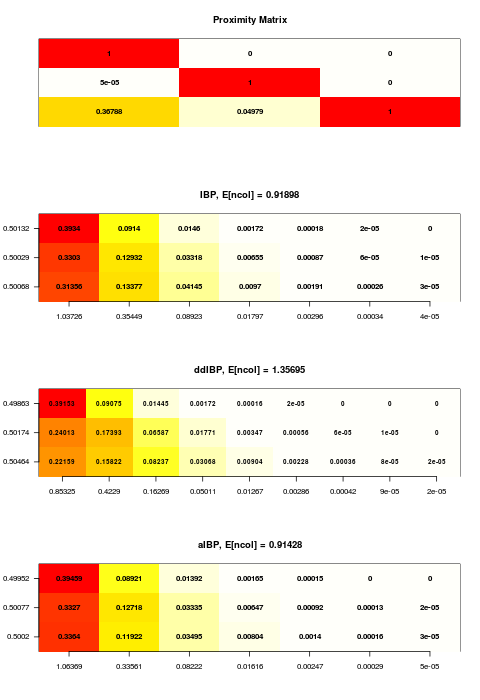 Proximity Matrix
1 0 0
5e-05 1 0
0.36788 0.04979 1
IBP, E[ncol] = 0.91898
0.50132 0.3934 0.0914 0.0146 0.00172 0.00018 2e-05 0
0.50029 0.3303 0.12932 0.03318 0.00655 0.00087 6e-05 1e-05
0.50068 0.31356 0.13377 0.04145 0.0097 0.00191 0.00026 3e-05
1.03726 0.35449 0.08923 0.01797 0.00296 0.00034 4e-05
ddIBP, E[ncol] = 1.35695
0.49863 0.39153 0.09075 0.01445 0.00172 0.00016 2e-05 0 0 0
0.50174 0.24013 0.17393 0.06587 0.01771 0.00347 0.00056 6e-05 1e-05 0
0.50464 0.22159 0.15822 0.08237 0.03068 0.00904 0.00228 0.00036 8e-05 2e-05
0.85325 0.4229 0.16269 0.05011 0.01267 0.00286 0.00042 9e-05 2e-05
aIBP, E[ncol] = 0.91428
0.49952 0.39459 0.08921 0.01392 0.00165 0.00015 0 0
0.50077 0.3327 0.12718 0.03335 0.00647 0.00092 0.00013 2e-05
0.5002 0.3364 0.11922 0.03495 0.00804 0.0014 0.00016 3e-05
1.06369 0.33561 0.08222 0.01616 0.00247 0.00029 5e-05